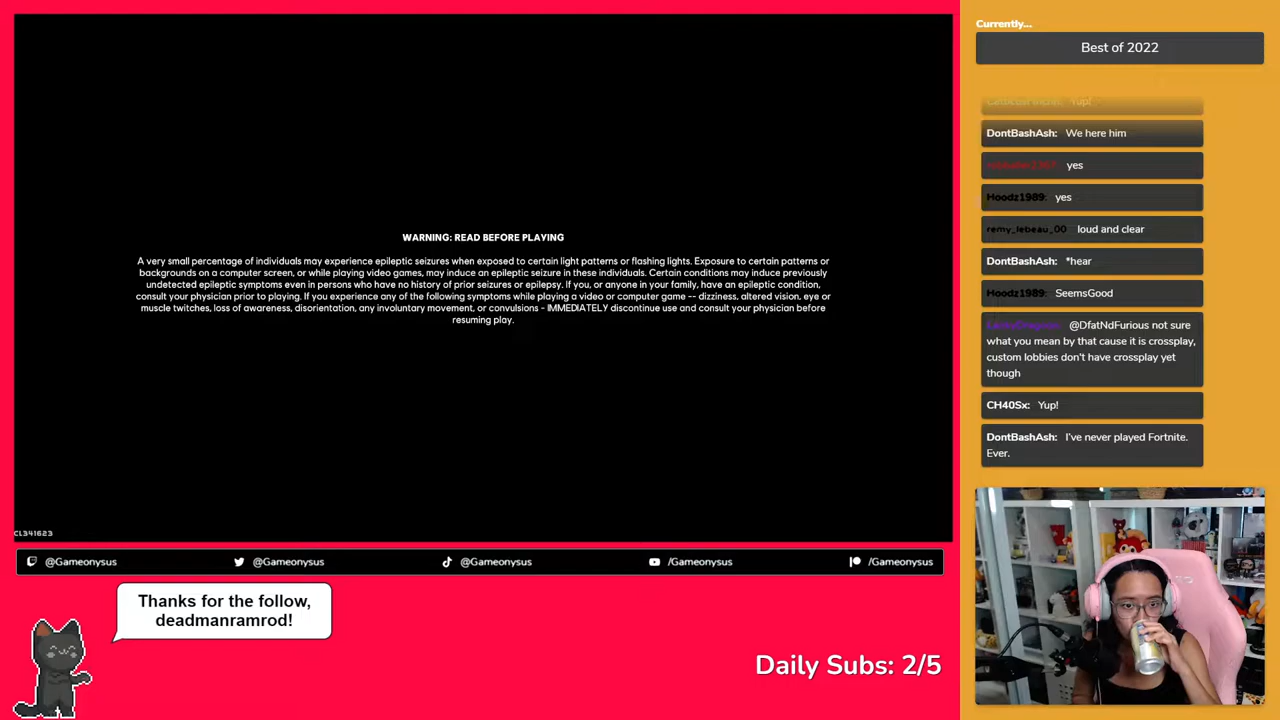 Currently...
Best of 2022
Yup!
DontBashAsh: We here him
yes
Hoodz1989: yes
remy_lebeau_00 loud and clear
DontBashAsh: *hear
Hoodz1989: SeemsGood
@DfatNdFurious not sure
what you mean by that cause it is crossplay,
custom lobbies don't have crossplay yet
though
CH40Sx: Yup!
DontBashAsh: I've never played Fortnite.
Ever.
WARNING: READ BEFORE PLAYING
A very small percentage of individuals may experience epileptic seizures when exposed to certain light patterns or flashing lights. Exposure to certain patterns or
backgrounds on a computer screen, or while playing video games, may induce an epileptic seizure in these individuals. Certain conditions may induce previously
undetected epileptic symptoms even in persons who have no history of prior seizures or epilepsy. If you, or anyone in your family, have an epileptic condition,
consult your physician prior to playing. If you experience any of the following symptoms while playing a video or computer game -- dizziness, altered vision, eye or
muscle twitches, loss of awareness, disorientation, any involuntary movement, or convulsions - IMMEDIATELY discontinue use and consult your physician before
resuming play.
CL341623
@Gameonysus @Gameonysus @Gameonysus /Gameonysus /Gameonysus
Thanks for the follow,
deadmanramrod!
Daily Subs: 2/5